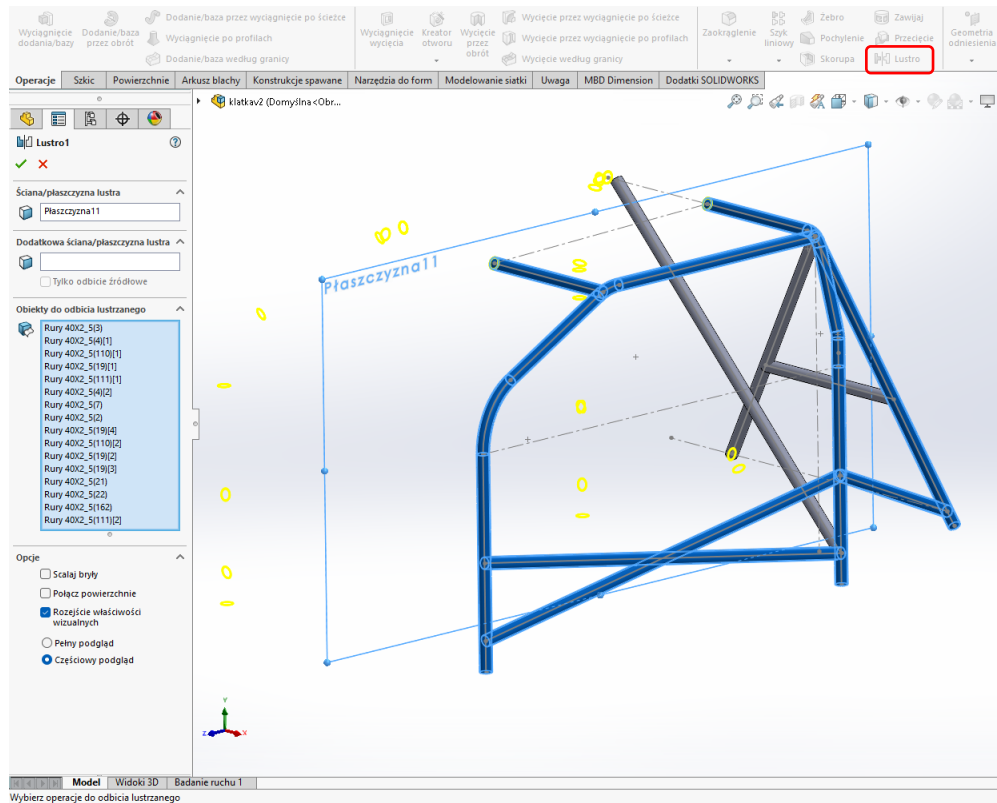 Wyciągnięcie dodania/bazy
Dodanie/baza przez obrót
Dodanie/baza przez wyciągnięcie po ścieżce
Wyciągnięcie po profilach
Dodanie/baza według granicy
Wyciągnięcie wycięcia
Kreator otworu
Wycięcie przez obrót
Wycięcie przez wyciągnięcie po ścieżce
Wycięcie przez wyciągnięcie po profilach
Wycięcie według granicy
Zaokrąglenie
Szyk liniowy
Żebro
Pochylenie
Skorupa
Zawijaj
Przecięcie
Lustro
Geometria odniesienia
Operacje
Szkic
Powierzchnie
Arkusz blachy
Konstrukcje spawane
Narzędzia do form
Modelowanie siatki
Uwaga
MBD Dimension
Dodatki SOLIDWORKS
klatkav2 (Domyślna<Obr...
Lustro1
Ściana/płaszczyzna lustra
Płaszczyzna11
Dodatkowa ściana/płaszczyzna lustra
Tylko odbicie źródłowe
Obiekty do odbicia lustrzanego
Rury 40X2_5(3)
Rury 40X2_5(4)[1]
Rury 40X2_5(110)[1]
Rury 40X2_5(19)[1]
Rury 40X2_5(111)[1]
Rury 40X2_5(4)[2]
Rury 40X2_5(7)
Rury 40X2_5(2)
Rury 40X2_5(19)[4]
Rury 40X2_5(110)[2]
Rury 40X2_5(19)[2]
Rury 40X2_5(19)[3]
Rury 40X2_5(21)
Rury 40X2_5(22)
Rury 40X2_5(162)
Rury 40X2_5(111)[2]
Opcje
Scalaj bryły
Połącz powierzchnie
Rozejście właściwości
wizualnych
Pełny podgląd
Częściowy podgląd
Płaszczyzna11
Y
Z
X
Model
Widoki 3D
Badanie ruchu 1
Wybierz operacje do odbicia lustrzanego